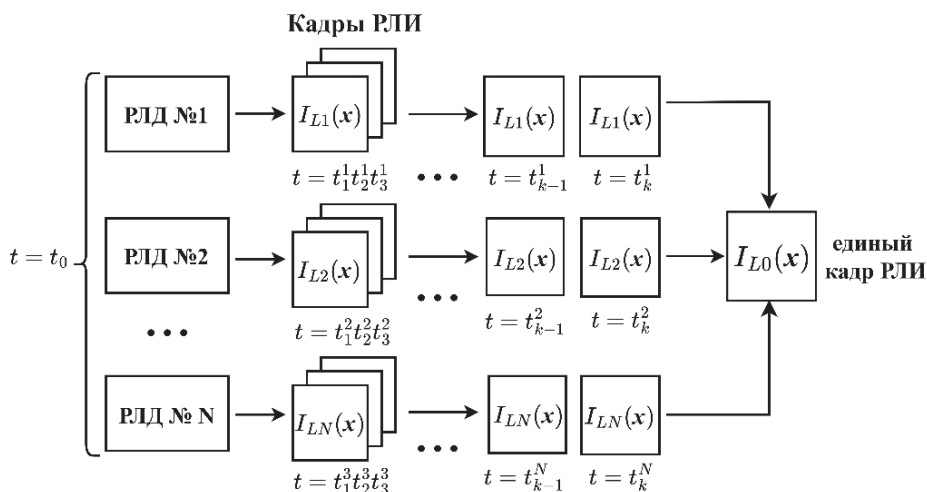 Кадры РЛИ
РЛД №1
I_{L1}(x)
I_{L1}(x)
I_{L1}(x)
t = t_1^1 t_2^1 t_3^1
•••
t = t_{k-1}^1
t = t_k^1
t = t_0
РЛД №2
I_{L2}(x)
I_{L2}(x)
I_{L2}(x)
I_{L0}(x)
единый
кадр РЛИ
•••
t = t_1^2 t_2^2 t_3^2
•••
t = t_{k-1}^2
t = t_k^2
РЛД № N
I_{LN}(x)
I_{LN}(x)
I_{LN}(x)
t = t_1^3 t_2^3 t_3^3
•••
t = t_{k-1}^N
t = t_k^N